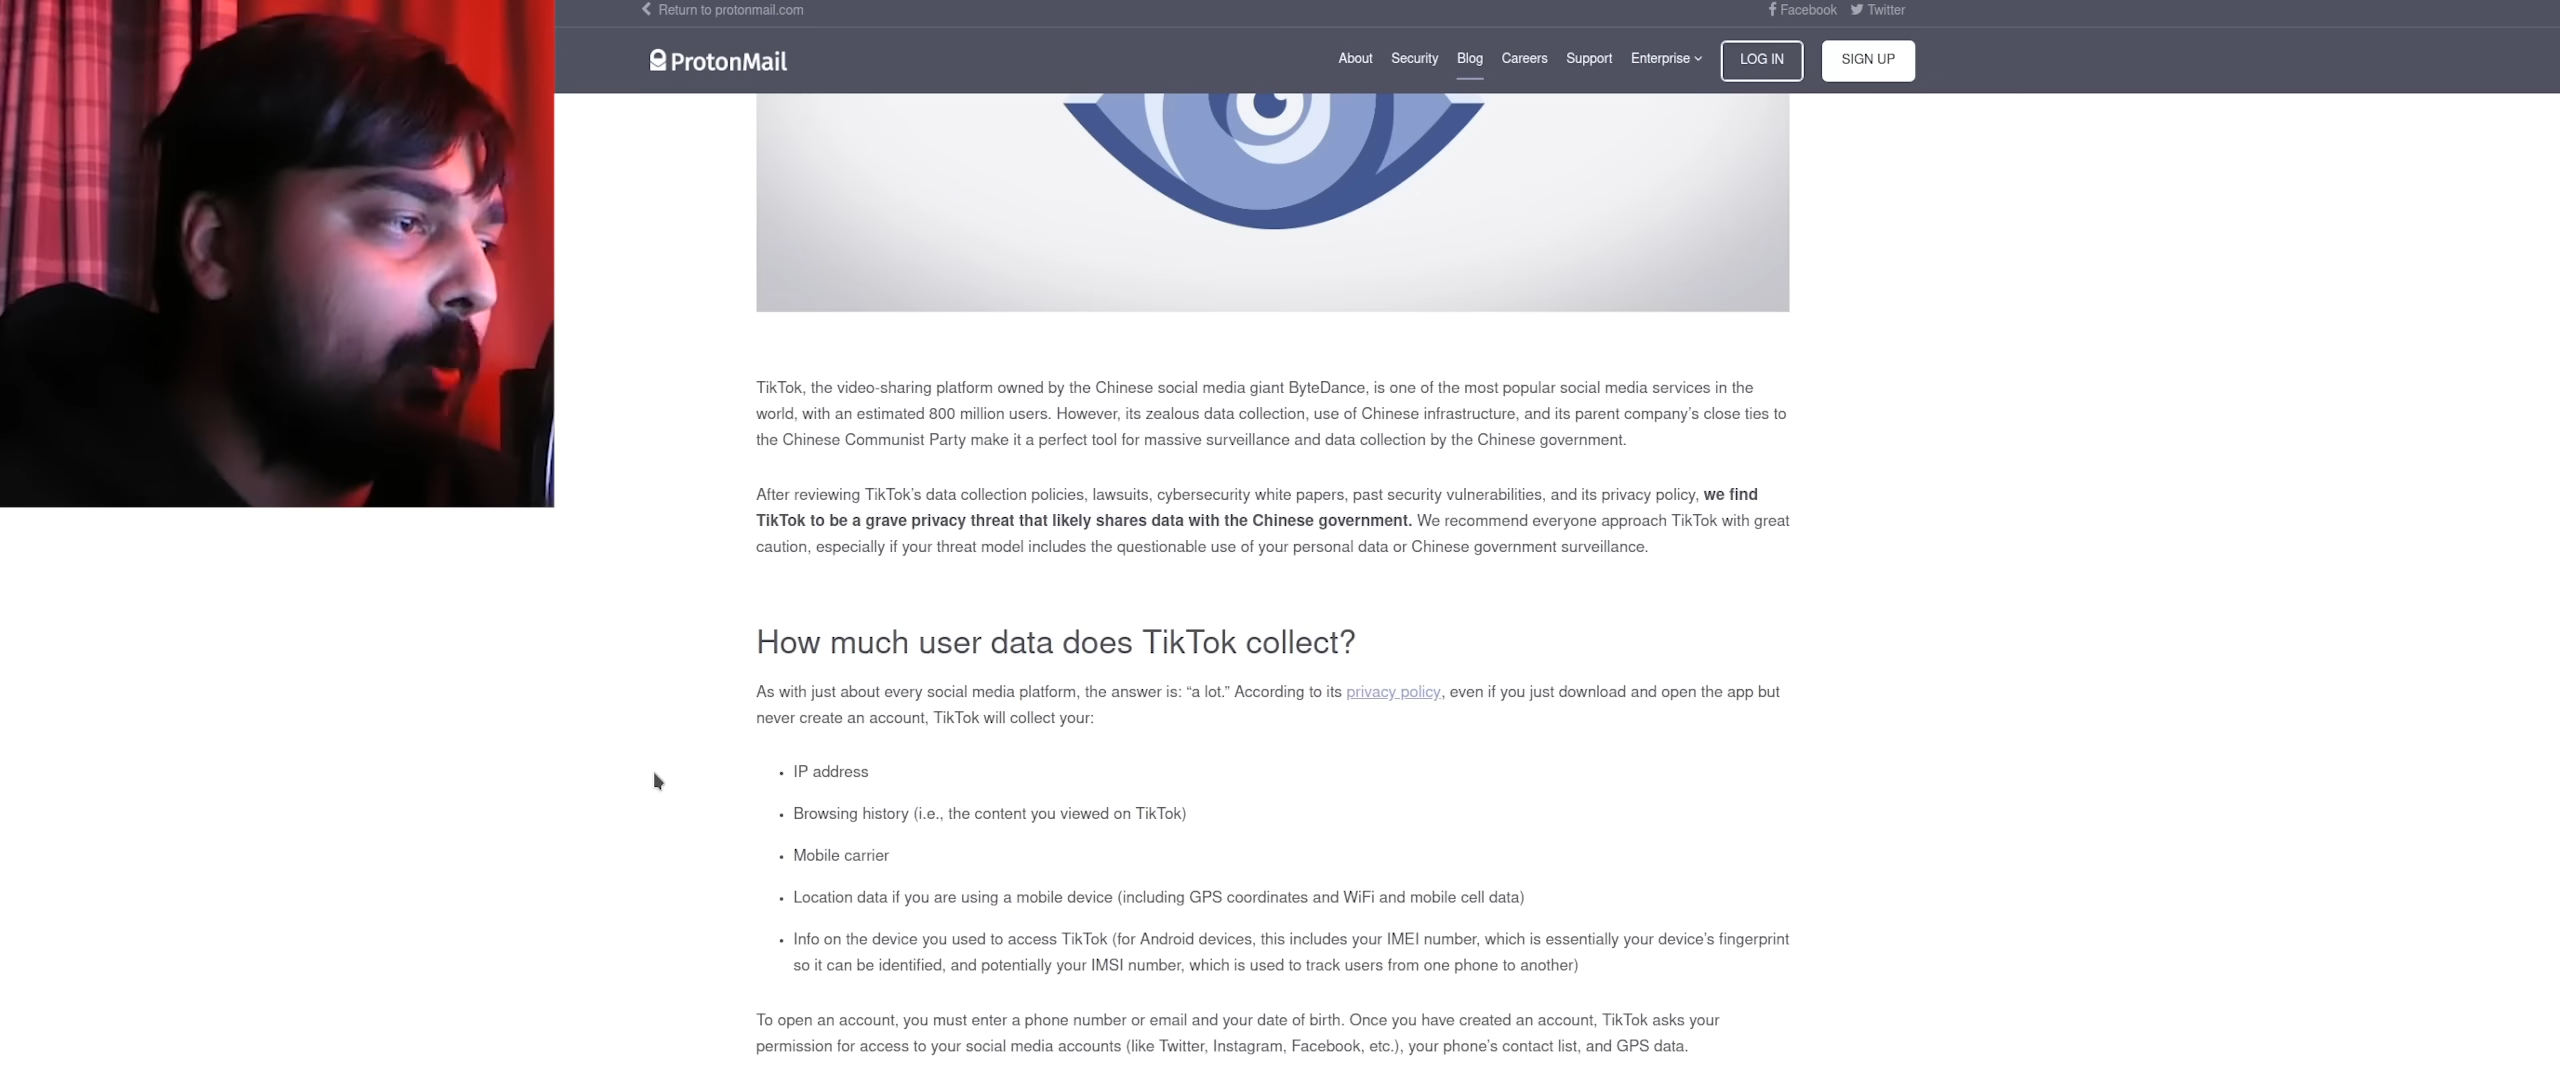 Return to protonmail.com
Facebook Twitter
ProtonMail
About Security Blog Careers Support Enterprise LOG IN SIGN UP
TikTok, the video-sharing platform owned by the Chinese social media giant ByteDance, is one of the most popular social media services in the
world, with an estimated 800 million users. However, its zealous data collection, use of Chinese infrastructure, and its parent company’s close ties to
the Chinese Communist Party make it a perfect tool for massive surveillance and data collection by the Chinese government.
After reviewing TikTok’s data collection policies, lawsuits, cybersecurity white papers, past security vulnerabilities, and its privacy policy, we find
TikTok to be a grave privacy threat that likely shares data with the Chinese government. We recommend everyone approach TikTok with great
caution, especially if your threat model includes the questionable use of your personal data or Chinese government surveillance.
How much user data does TikTok collect?
As with just about every social media platform, the answer is: “a lot.” According to its privacy policy, even if you just download and open the app but
never create an account, TikTok will collect your:
• IP address
• Browsing history (i.e., the content you viewed on TikTok)
• Mobile carrier
• Location data if you are using a mobile device (including GPS coordinates and WiFi and mobile cell data)
• Info on the device you used to access TikTok (for Android devices, this includes your IMEI number, which is essentially your device’s fingerprint
so it can be identified, and potentially your IMSI number, which is used to track users from one phone to another)
To open an account, you must enter a phone number or email and your date of birth. Once you have created an account, TikTok asks your
permission for access to your social media accounts (like Twitter, Instagram, Facebook, etc.), your phone’s contact list, and GPS data.